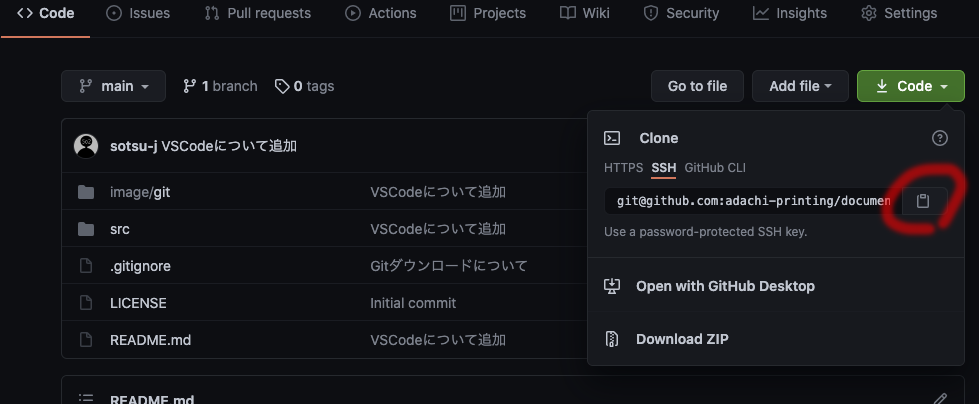 Code Issues Pull requests Actions Projects Wiki Security Insights Settings
main 1 branch 0 tags Go to file Add file Code
sotsu-j VSCodeについて追加
image/git VSCodeについて追加
src VSCodeについて追加
.gitignore Gitダウンロードについて
LICENSE Initial commit
README.md VSCodeについて追加
README.md
Clone
HTTPS SSH GitHub CLI
git@github.com:adachi-printing/documen
Use a password-protected SSH key.
Open with GitHub Desktop
Download ZIP